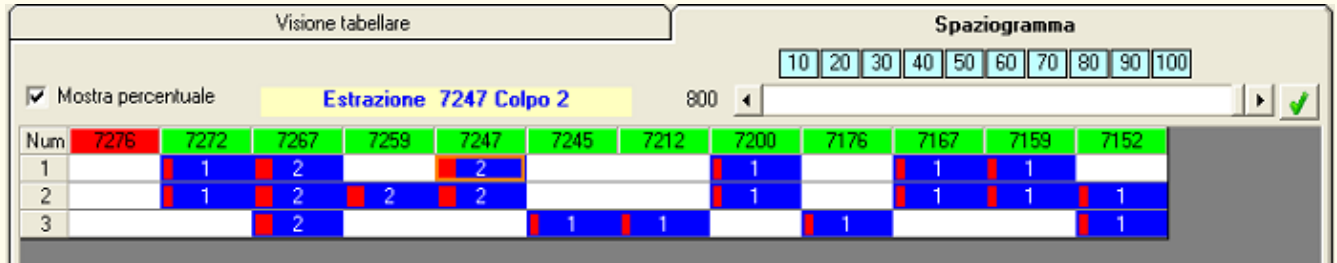 Visione tabellare Spaziogramma
10 20 30 40 50 60 70 80 90 100
Mostra percentuale Estrazione 7247 Colpo 2 800
Num 7276 7272 7267 7259 7247 7245 7212 7200 7176 7167 7159 7152
1 1 2 2 1 1 1
2 1 2 2 2 1 1 1 1
3 2 1 1 1 1